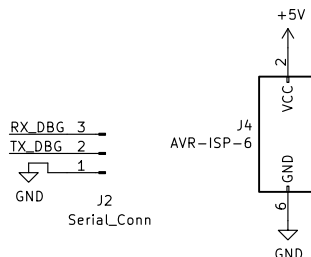 +5V
2
VCC
J4
AVR-ISP-6
GND
6
GND
RX_DBG 3
TX_DBG 2
1
GND
J2
Serial_Conn